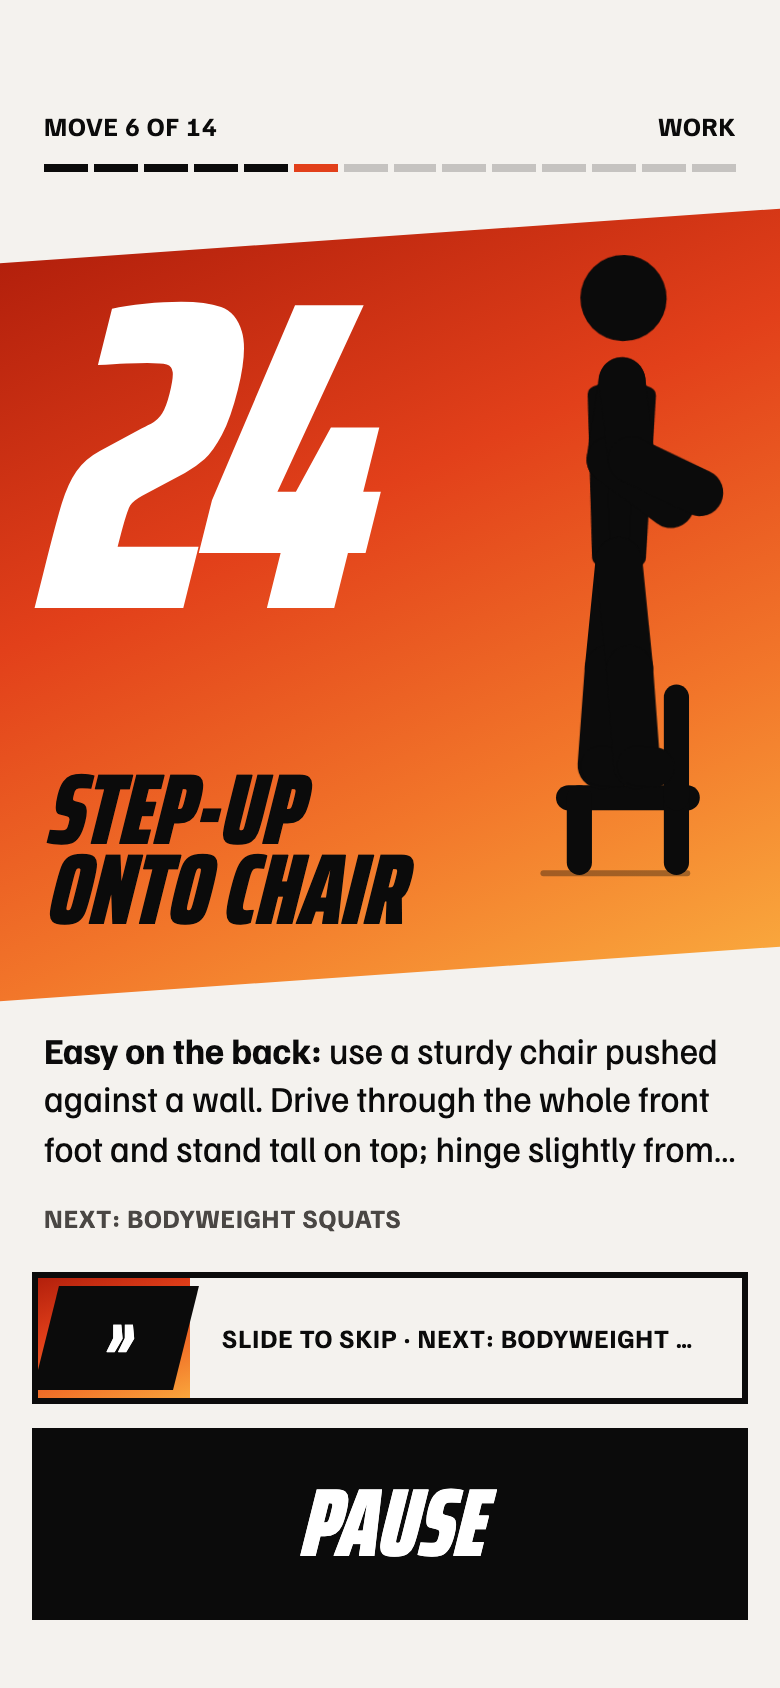 MOVE 6 OF 14
WORK
24
STEP-UP
ONTO CHAIR
Easy on the back: use a sturdy chair pushed
against a wall. Drive through the whole front
foot and stand tall on top; hinge slightly from...
NEXT: BODYWEIGHT SQUATS
» SLIDE TO SKIP · NEXT: BODYWEIGHT ...
PAUSE